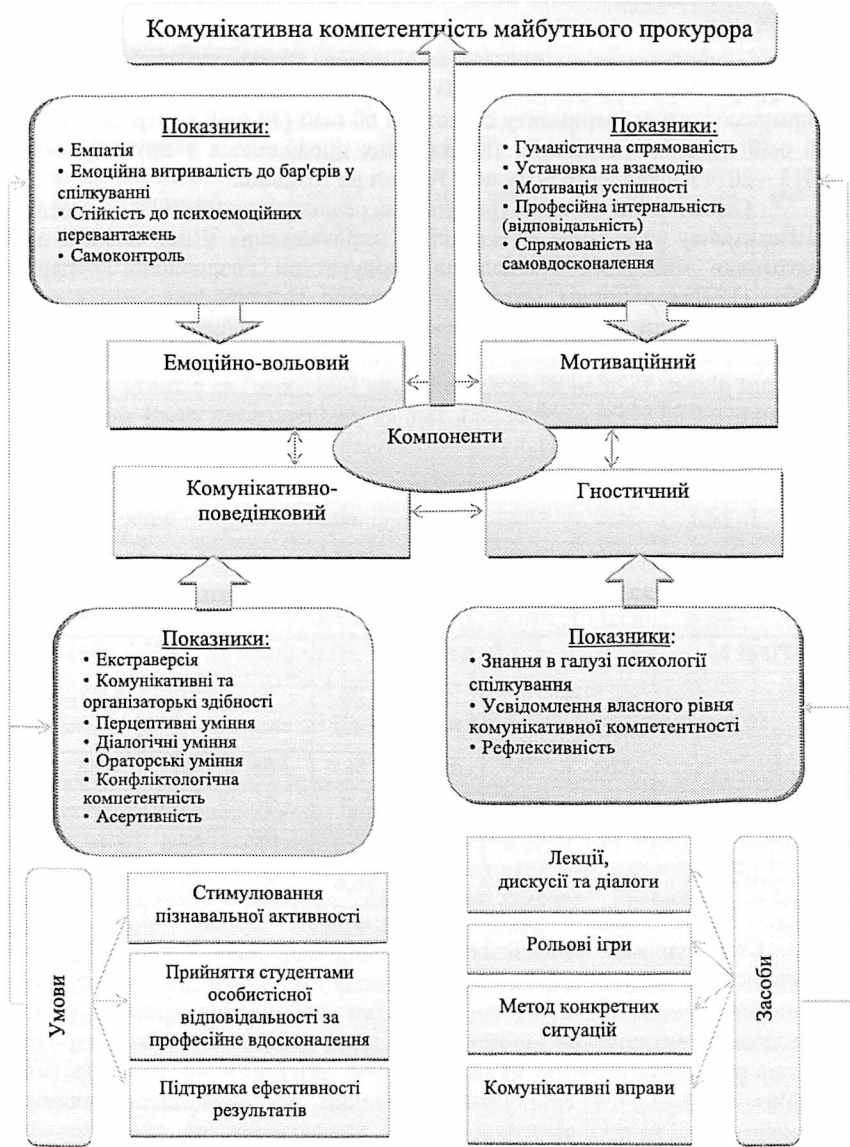 Комунікативна компетентність майбутнього прокурора
Показники:
• Емпатія
• Емоційна витривалість до бар'єрів у
спілкуванні
• Стійкість до психоемоційних
перевантажень
• Самоконтроль
Показники:
• Гуманістична спрямованість
• Установка на взаємодію
• Мотивація успішності
• Професійна інтернальність
(відповідальність)
• Спрямованість на
самовдосконалення
Емоційно-вольовий
Мотиваційний
Компоненти
Комунікативно-
поведінковий
Гностичний
Показники:
• Екстраверсія
• Комунікативні та
організаторські здібності
• Перцептивні уміння
• Діалогічні уміння
• Ораторські уміння
• Конфліктологічна
компетентність
• Асертивність
Показники:
• Знання в галузі психології
спілкування
• Усвідомлення власного рівня
комунікативної компетентності
• Рефлексивність
Умови
Стимулювання
пізнавальної активності
Прийняття студентами
особистісної
відповідальності за
професійне вдосконалення
Підтримка ефективності
результатів
Лекції,
дискусії та діалоги
Рольові ігри
Метод конкретних
ситуацій
Комунікативні вправи
Засоби